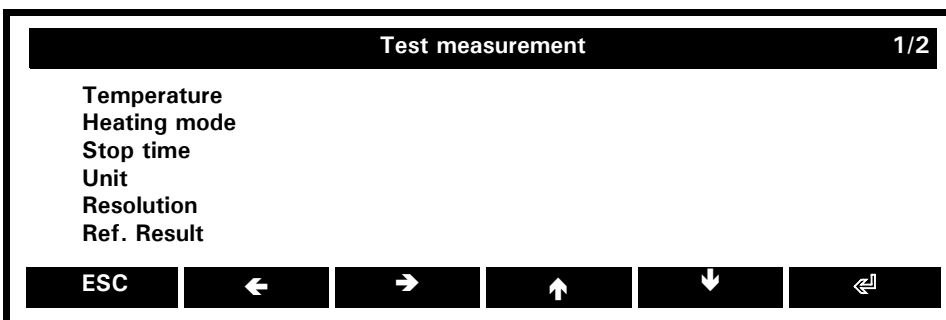 Test measurement 1/2
Temperature
Heating mode
Stop time
Unit
Resolution
Ref. Result
ESC ← → ↑ ↓ ↵